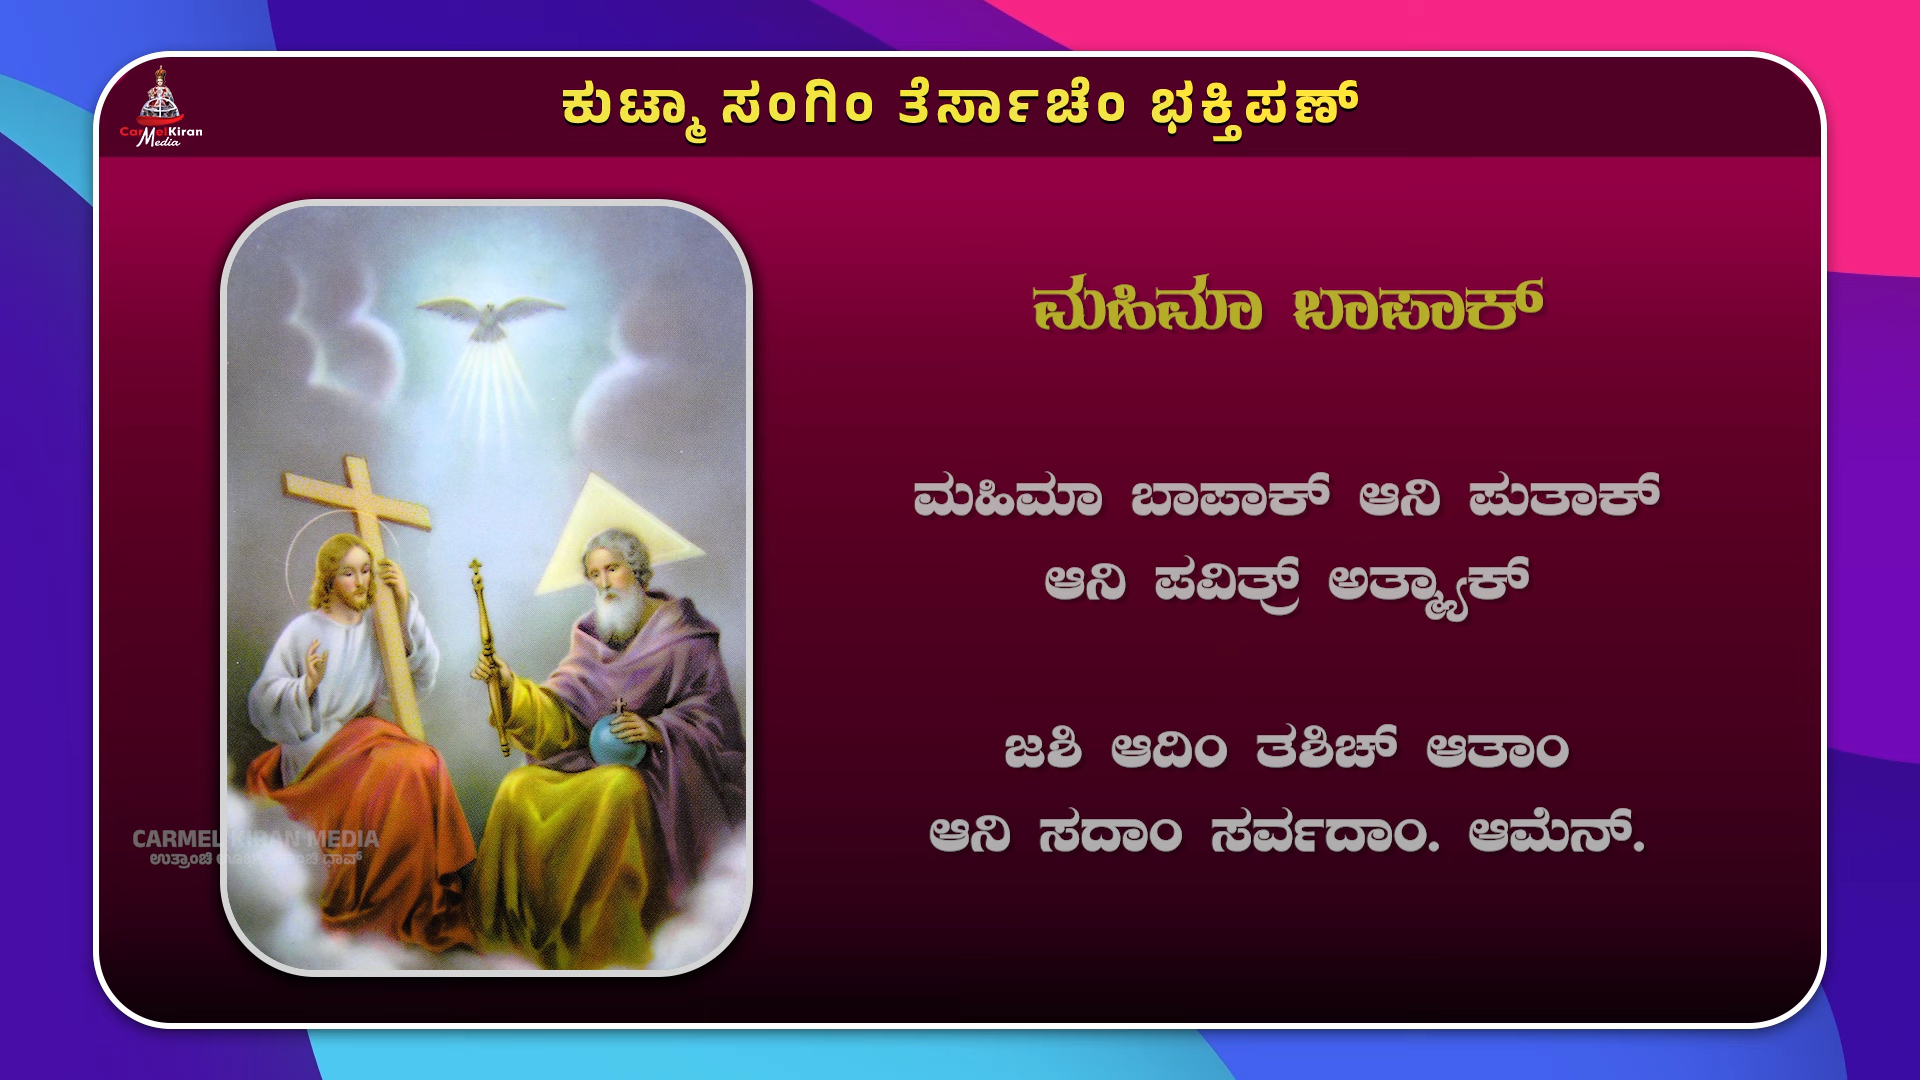 ಕುಟ್ಮಾ ಸಂಗಿಂ ತೆರ್ಸಾಚೆಂ ಭಕ್ತಿಪಣ್
CarmelKiran
Media
ಮಹಿಮಾ ಬಾಪಾಕ್
ಮಹಿಮಾ ಬಾಪಾಕ್ ಆನಿ ಪುತಾಕ್
ಆನಿ ಪವಿತ್ರ್ ಅತ್ಮ್ಯಾಕ್
ಜಶಿ ಆದಿಂ ತಶಿಚ್ ಆತಾಂ
ಆನಿ ಸದಾಂ ಸರ್ವದಾಂ. ಆಮೆನ್.
CARMEL KIRAN MEDIA
ಉತ್ರಾಂಚಿ ಧಾವ್